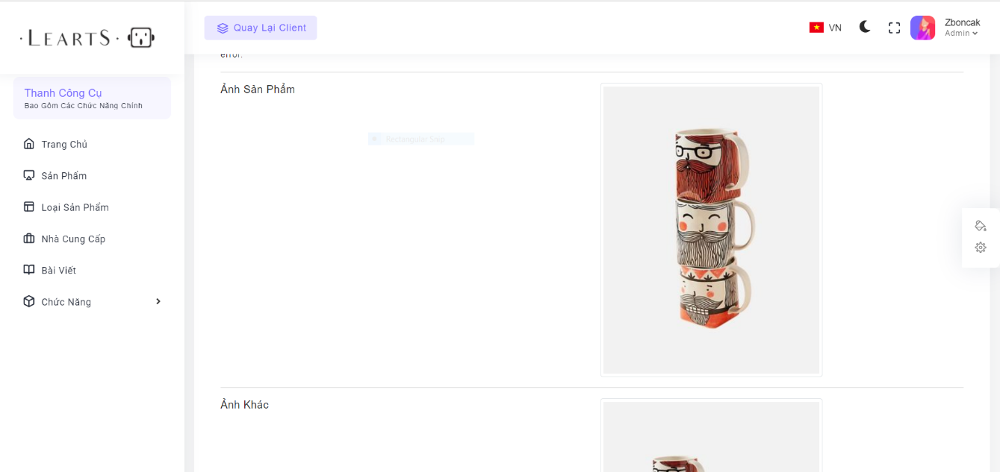 · LEARTS ·
Quay Lại Client
VN
Zboncak
Admin
error.
Thanh Công Cụ
Bao Gồm Các Chức Năng Chính
Trang Chủ
Sản Phẩm
Loại Sản Phẩm
Nhà Cung Cấp
Bài Viết
Chức Năng
Ảnh Sản Phẩm
Rectangular Snip
Ảnh Khác